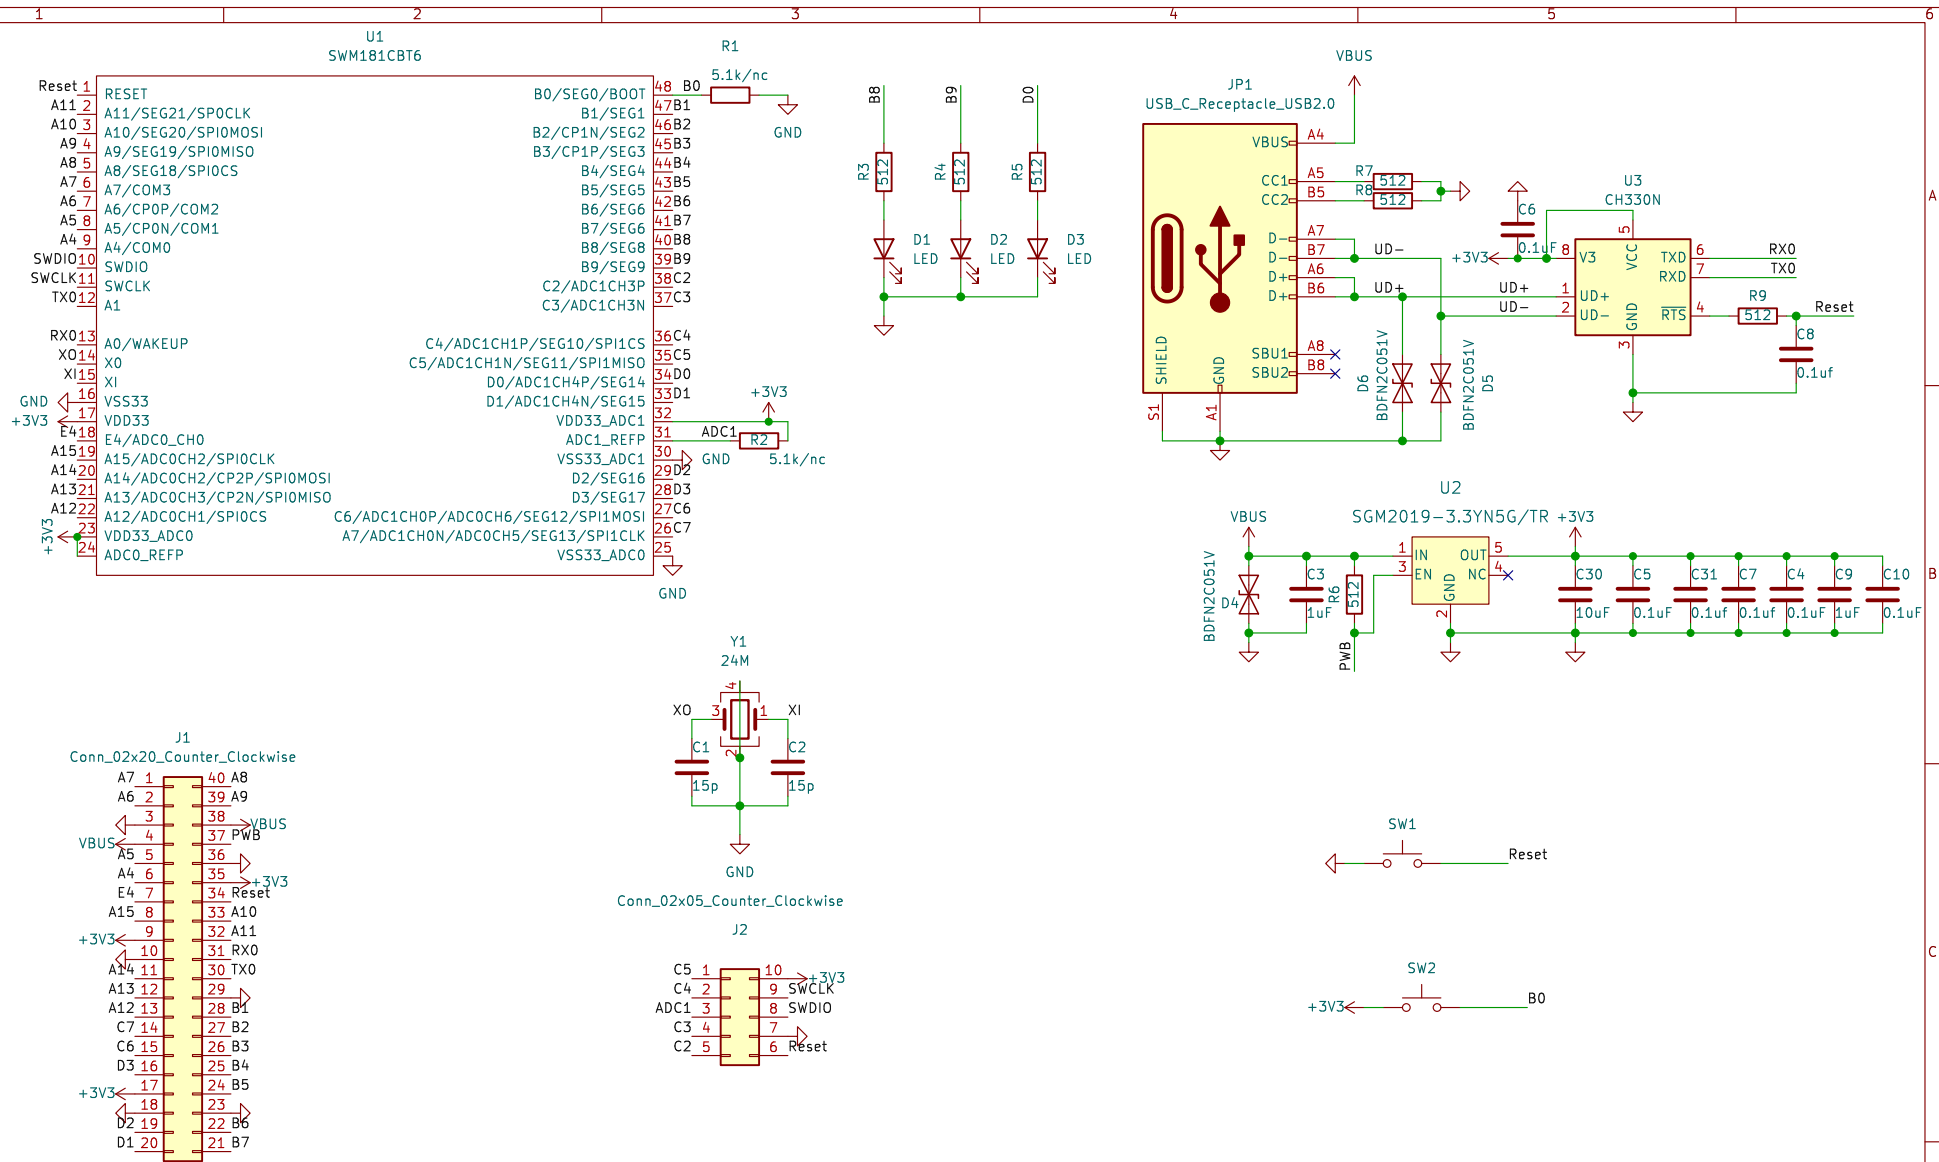 1 2 3 4 5 6
A
B
C
U1
SWM181CBT6
Reset 1 RESET
A11 2 A11/SEG21/SP0CLK
A10 3 A10/SEG20/SPI0MOSI
A9 4 A9/SEG19/SPI0MISO
A8 5 A8/SEG18/SPI0CS
A7 6 A7/COM3
A6 7 A6/CP0P/COM2
A5 8 A5/CP0N/COM1
A4 9 A4/COM0
SWDIO 10 SWDIO
SWCLK 11 SWCLK
TX0 12 A1
RX0 13 A0/WAKEUP
XO 14 X0
XI 15 XI
GND 16 VSS33
+3V3 17 VDD33
E4 18 E4/ADC0_CH0
A15 19 A15/ADC0CH2/SPI0CLK
A14 20 A14/ADC0CH2/CP2P/SPI0MOSI
A13 21 A13/ADC0CH3/CP2N/SPI0MISO
A12 22 A12/ADC0CH1/SPI0CS
+3V3 23 VDD33_ADC0
24 ADC0_REFP
B0/SEG0/BOOT 48 B0
B1/SEG1 47 B1
B2/CP1N/SEG2 46 B2
B3/CP1P/SEG3 45 B3
B4/SEG4 44 B4
B5/SEG5 43 B5
B6/SEG6 42 B6
B7/SEG7 41 B7
B8/SEG8 40 B8
B9/SEG9 39 B9
C2/ADC1CH3P 38 C2
C3/ADC1CH3N 37 C3
C4/ADC1CH1P/SEG10/SPI1CS 36 C4
C5/ADC1CH1N/SEG11/SPI1MISO 35 C5
D0/ADC1CH4P/SEG14 34 D0
D1/ADC1CH4N/SEG15 33 D1
VDD33_ADC1 32
ADC1_REFP 31 ADC1
VSS33_ADC1 30 GND
D2/SEG16 29 D2
D3/SEG17 28 D3
C6/ADC1CH0P/ADC0CH6/SEG12/SPI1MOSI 27 C6
A7/ADC1CH0N/ADC0CH5/SEG13/SPI1CLK 26 C7
VSS33_ADC0 25
GND
R1
5.1k/nc
GND
+3V3
R2
5.1k/nc
B8 B9 D0
R3 512 R4 512 R5 512
D1 LED
D2 LED
D3 LED
JP1
USB_C_Receptacle_USB2.0
VBUS
VBUS A4
CC1 A5
CC2 B5
D- A7
D- B7
D+ A6
D+ B6
SBU1 A8
SBU2 B8
SHIELD S1
GND A1
R7 512
R8 512
UD-
UD+
UD+
UD-
D6 BDFN2C051V
D5 BDFN2C051V
U3
CH330N
C6
0.1uF
+3V3
8 V3
5 VCC
1 UD+
2 UD-
3 GND
TXD 6 RX0
RXD 7 TX0
RTS 4
R9 512
Reset
C8
0.1uf
U2
SGM2019-3.3YN5G/TR
VBUS
+3V3
D4 BDFN2C051V
C3 1uF
R6 512
PWB
1 IN
3 EN
OUT 5
NC 4
GND 2
C30 10uF
C5 0.1uF
C31 0.1uf
C7 0.1uf
C4 0.1uf
C9 1uF
C10 0.1uF
Y1
24M
4
XO 3 1 XI
2
C1 15p
C2 15p
GND
J1
Conn_02x20_Counter_Clockwise
A7 1 40 A8
A6 2 39 A9
3 38 VBUS
VBUS 4 37 PWB
A5 5 36
A4 6 35 +3V3
E4 7 34 Reset
A15 8 33 A10
+3V3 9 32 A11
10 31 RX0
A14 11 30 TX0
A13 12 29
A12 13 28 B1
C7 14 27 B2
C6 15 26 B3
D3 16 25 B4
+3V3 17 24 B5
18 23
D2 19 22 B6
D1 20 21 B7
Conn_02x05_Counter_Clockwise
J2
C5 1 10 +3V3
C4 2 9 SWCLK
ADC1 3 8 SWDIO
C3 4 7
C2 5 6 Reset
SW1
Reset
SW2
+3V3 B0